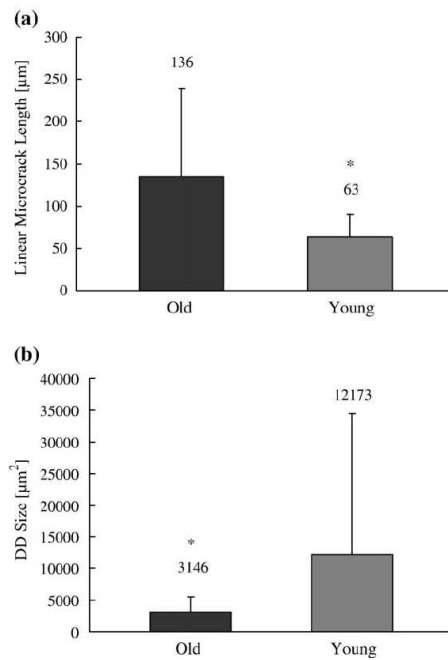 (a)
Linear Microcrack Length [µm]
300
250
200
150
100
50
0
136
*
63
Old
Young
(b)
DD Size [µm²]
40000
35000
30000
25000
20000
15000
10000
5000
0
*
3146
12173
Old
Young